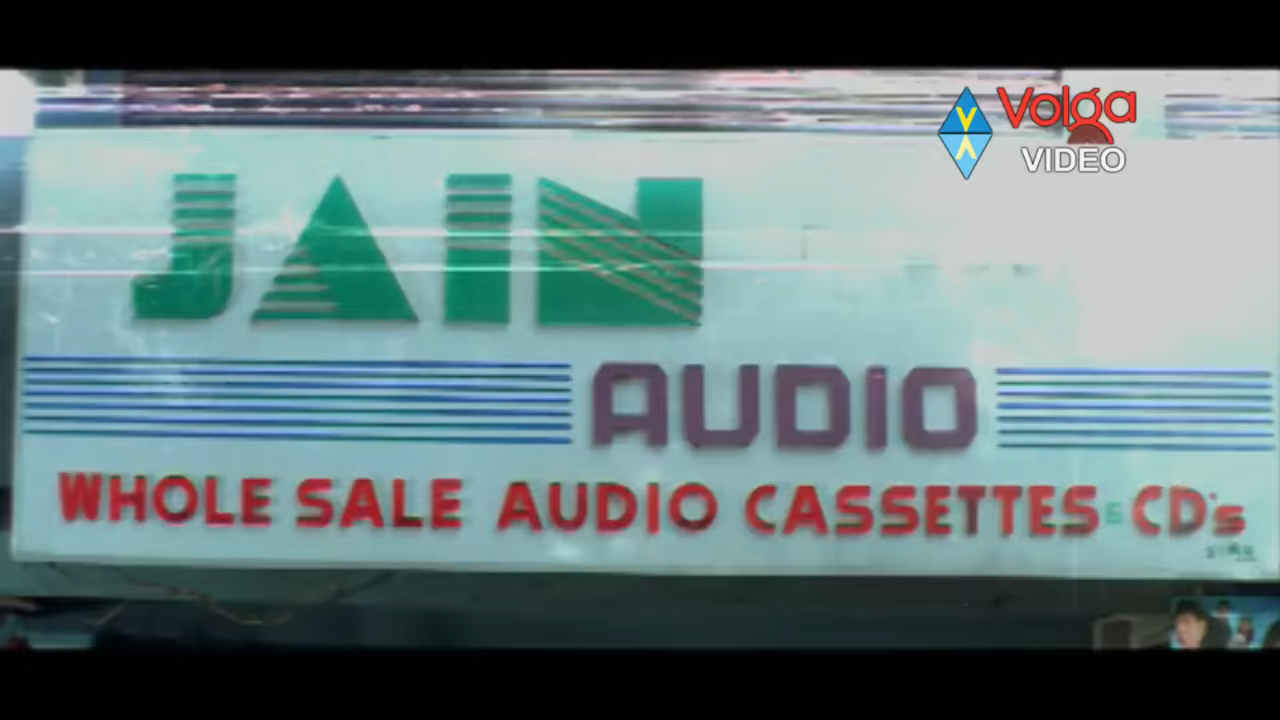 Volga
VIDEO
JAIN
AUDIO
WHOLE SALE AUDIO CASSETTES & CD's